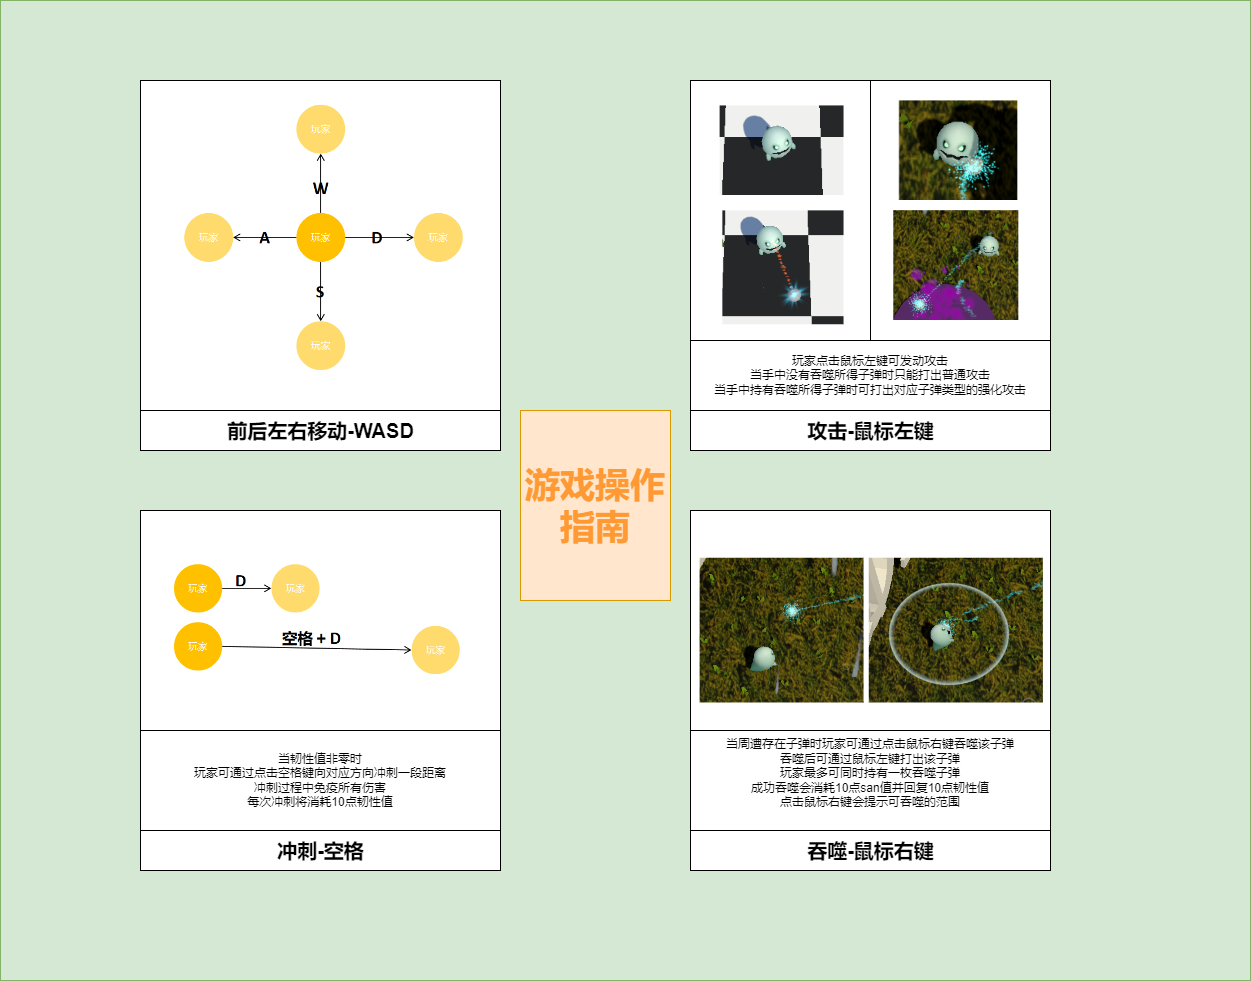 玩家
W
玩家
A
玩家
D
玩家
S
玩家
前后左右移动-WASD
玩家点击鼠标左键可发动攻击
当手中没有吞噬所得子弹时只能打出普通攻击
当手中持有吞噬所得子弹时可打出对应子弹类型的强化攻击
攻击-鼠标左键
游戏操作
指南
玩家
D
玩家
玩家
空格 + D
玩家
当韧性值非零时
玩家可通过点击空格键向对应方向冲刺一段距离
冲刺过程中免疫所有伤害
每次冲刺将消耗10点韧性值
冲刺-空格
当周遭存在子弹时玩家可通过点击鼠标右键吞噬该子弹
吞噬后可通过鼠标左键打出该子弹
玩家最多可同时持有一枚吞噬子弹
成功吞噬会消耗10点san值并回复10点韧性值
点击鼠标右键会提示可吞噬的范围
吞噬-鼠标右键